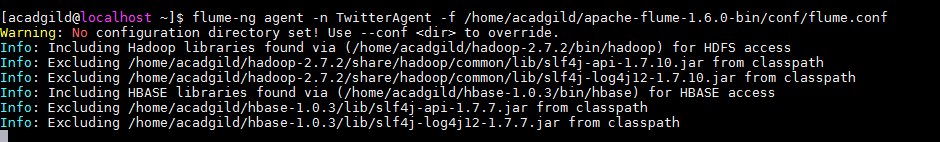 [acadgild@localhost ~]$ flume-ng agent -n TwitterAgent -f /home/acadgild/apache-flume-1.6.0-bin/conf/flume.conf
Warning: No configuration directory set! Use --conf <dir> to override.
Info: Including Hadoop libraries found via (/home/acadgild/hadoop-2.7.2/bin/hadoop) for HDFS access
Info: Excluding /home/acadgild/hadoop-2.7.2/share/hadoop/common/lib/slf4j-api-1.7.10.jar from classpath
Info: Excluding /home/acadgild/hadoop-2.7.2/share/hadoop/common/lib/slf4j-log4j12-1.7.10.jar from classpath
Info: Including HBASE libraries found via (/home/acadgild/hbase-1.0.3/bin/hbase) for HBASE access
Info: Excluding /home/acadgild/hbase-1.0.3/lib/slf4j-api-1.7.7.jar from classpath
Info: Excluding /home/acadgild/hbase-1.0.3/lib/slf4j-log4j12-1.7.7.jar from classpath